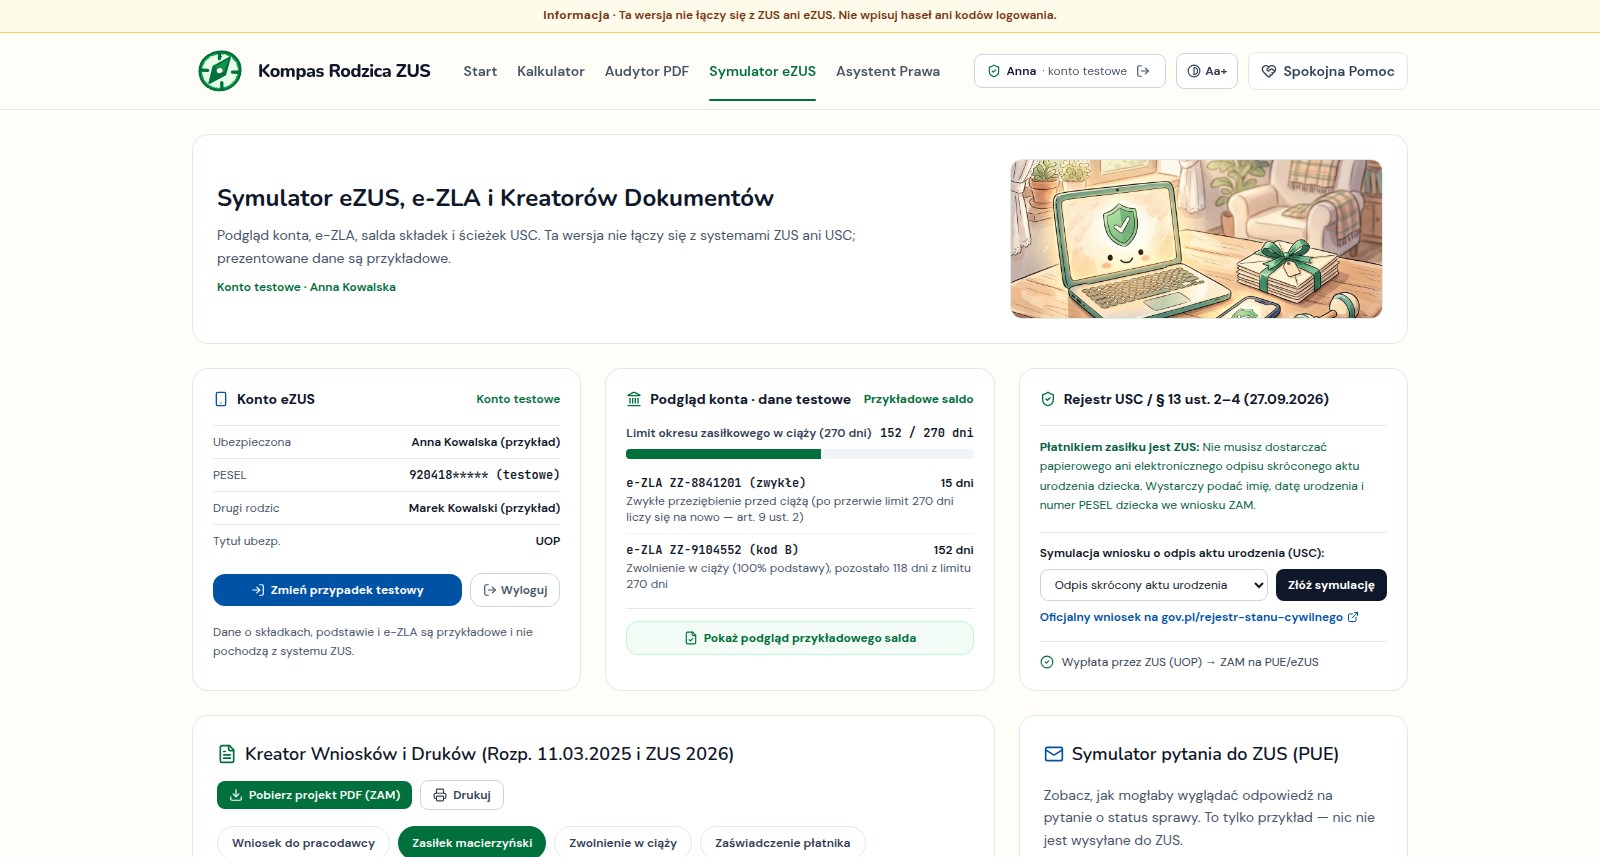 Informacja · Ta wersja nie łączy się z ZUS ani eZUS. Nie wpisuj haseł ani kodów logowania.
Kompas Rodzica ZUS
Start
Kalkulator
Audytor PDF
Symulator eZUS
Asystent Prawa
Anna · konto testowe
Aa+
Spokojna Pomoc
Symulator eZUS, e-ZLA i Kreatorów Dokumentów
Podgląd konta, e-ZLA, salda składek i ścieżek USC. Ta wersja nie łączy się z systemami ZUS ani USC;
prezentowane dane są przykładowe.
Konto testowe · Anna Kowalska
Konto eZUS
Konto testowe
Ubezpieczona
Anna Kowalska (przykład)
PESEL
920418***** (testowe)
Drugi rodzic
Marek Kowalski (przykład)
Tytuł ubezp.
UOP
Zmień przypadek testowy
Wyloguj
Dane o składkach, podstawie i e-ZLA są przykładowe i nie
pochodzą z systemu ZUS.
Podgląd konta · dane testowe
Przykładowe saldo
Limit okresu zasiłkowego w ciąży (270 dni)
152 / 270 dni
e-ZLA ZZ-8841201 (zwykłe)
15 dni
Zwykłe przeziębienie przed ciążą (po przerwie limit 270 dni
liczy się na nowo — art. 9 ust. 2)
e-ZLA ZZ-9104552 (kod B)
152 dni
Zwolnienie w ciąży (100% podstawy), pozostało 118 dni z limitu
270 dni
Pokaż podgląd przykładowego salda
Rejestr USC / § 13 ust. 2–4 (27.09.2026)
Płatnikiem zasiłku jest ZUS: Nie musisz dostarczać
papierowego ani elektronicznego odpisu skróconego aktu
urodzenia dziecka. Wystarczy podać imię, datę urodzenia i
numer PESEL dziecka we wniosku ZAM.
Symulacja wniosku o odpis aktu urodzenia (USC):
Odpis skrócony aktu urodzenia
Złóż symulację
Oficjalny wniosek na gov.pl/rejestr-stanu-cywilnego
Wypłata przez ZUS (UOP) → ZAM na PUE/eZUS
Kreator Wniosków i Druków (Rozp. 11.03.2025 i ZUS 2026)
Pobierz projekt PDF (ZAM)
Drukuj
Wniosek do pracodawcy
Zasiłek macierzyński
Zwolnienie w ciąży
Zaświadczenie płatnika
Symulator pytania do ZUS (PUE)
Zobacz, jak mogłaby wyglądać odpowiedź na
pytanie o status sprawy. To tylko przykład — nic nie
jest wysyłane do ZUS.